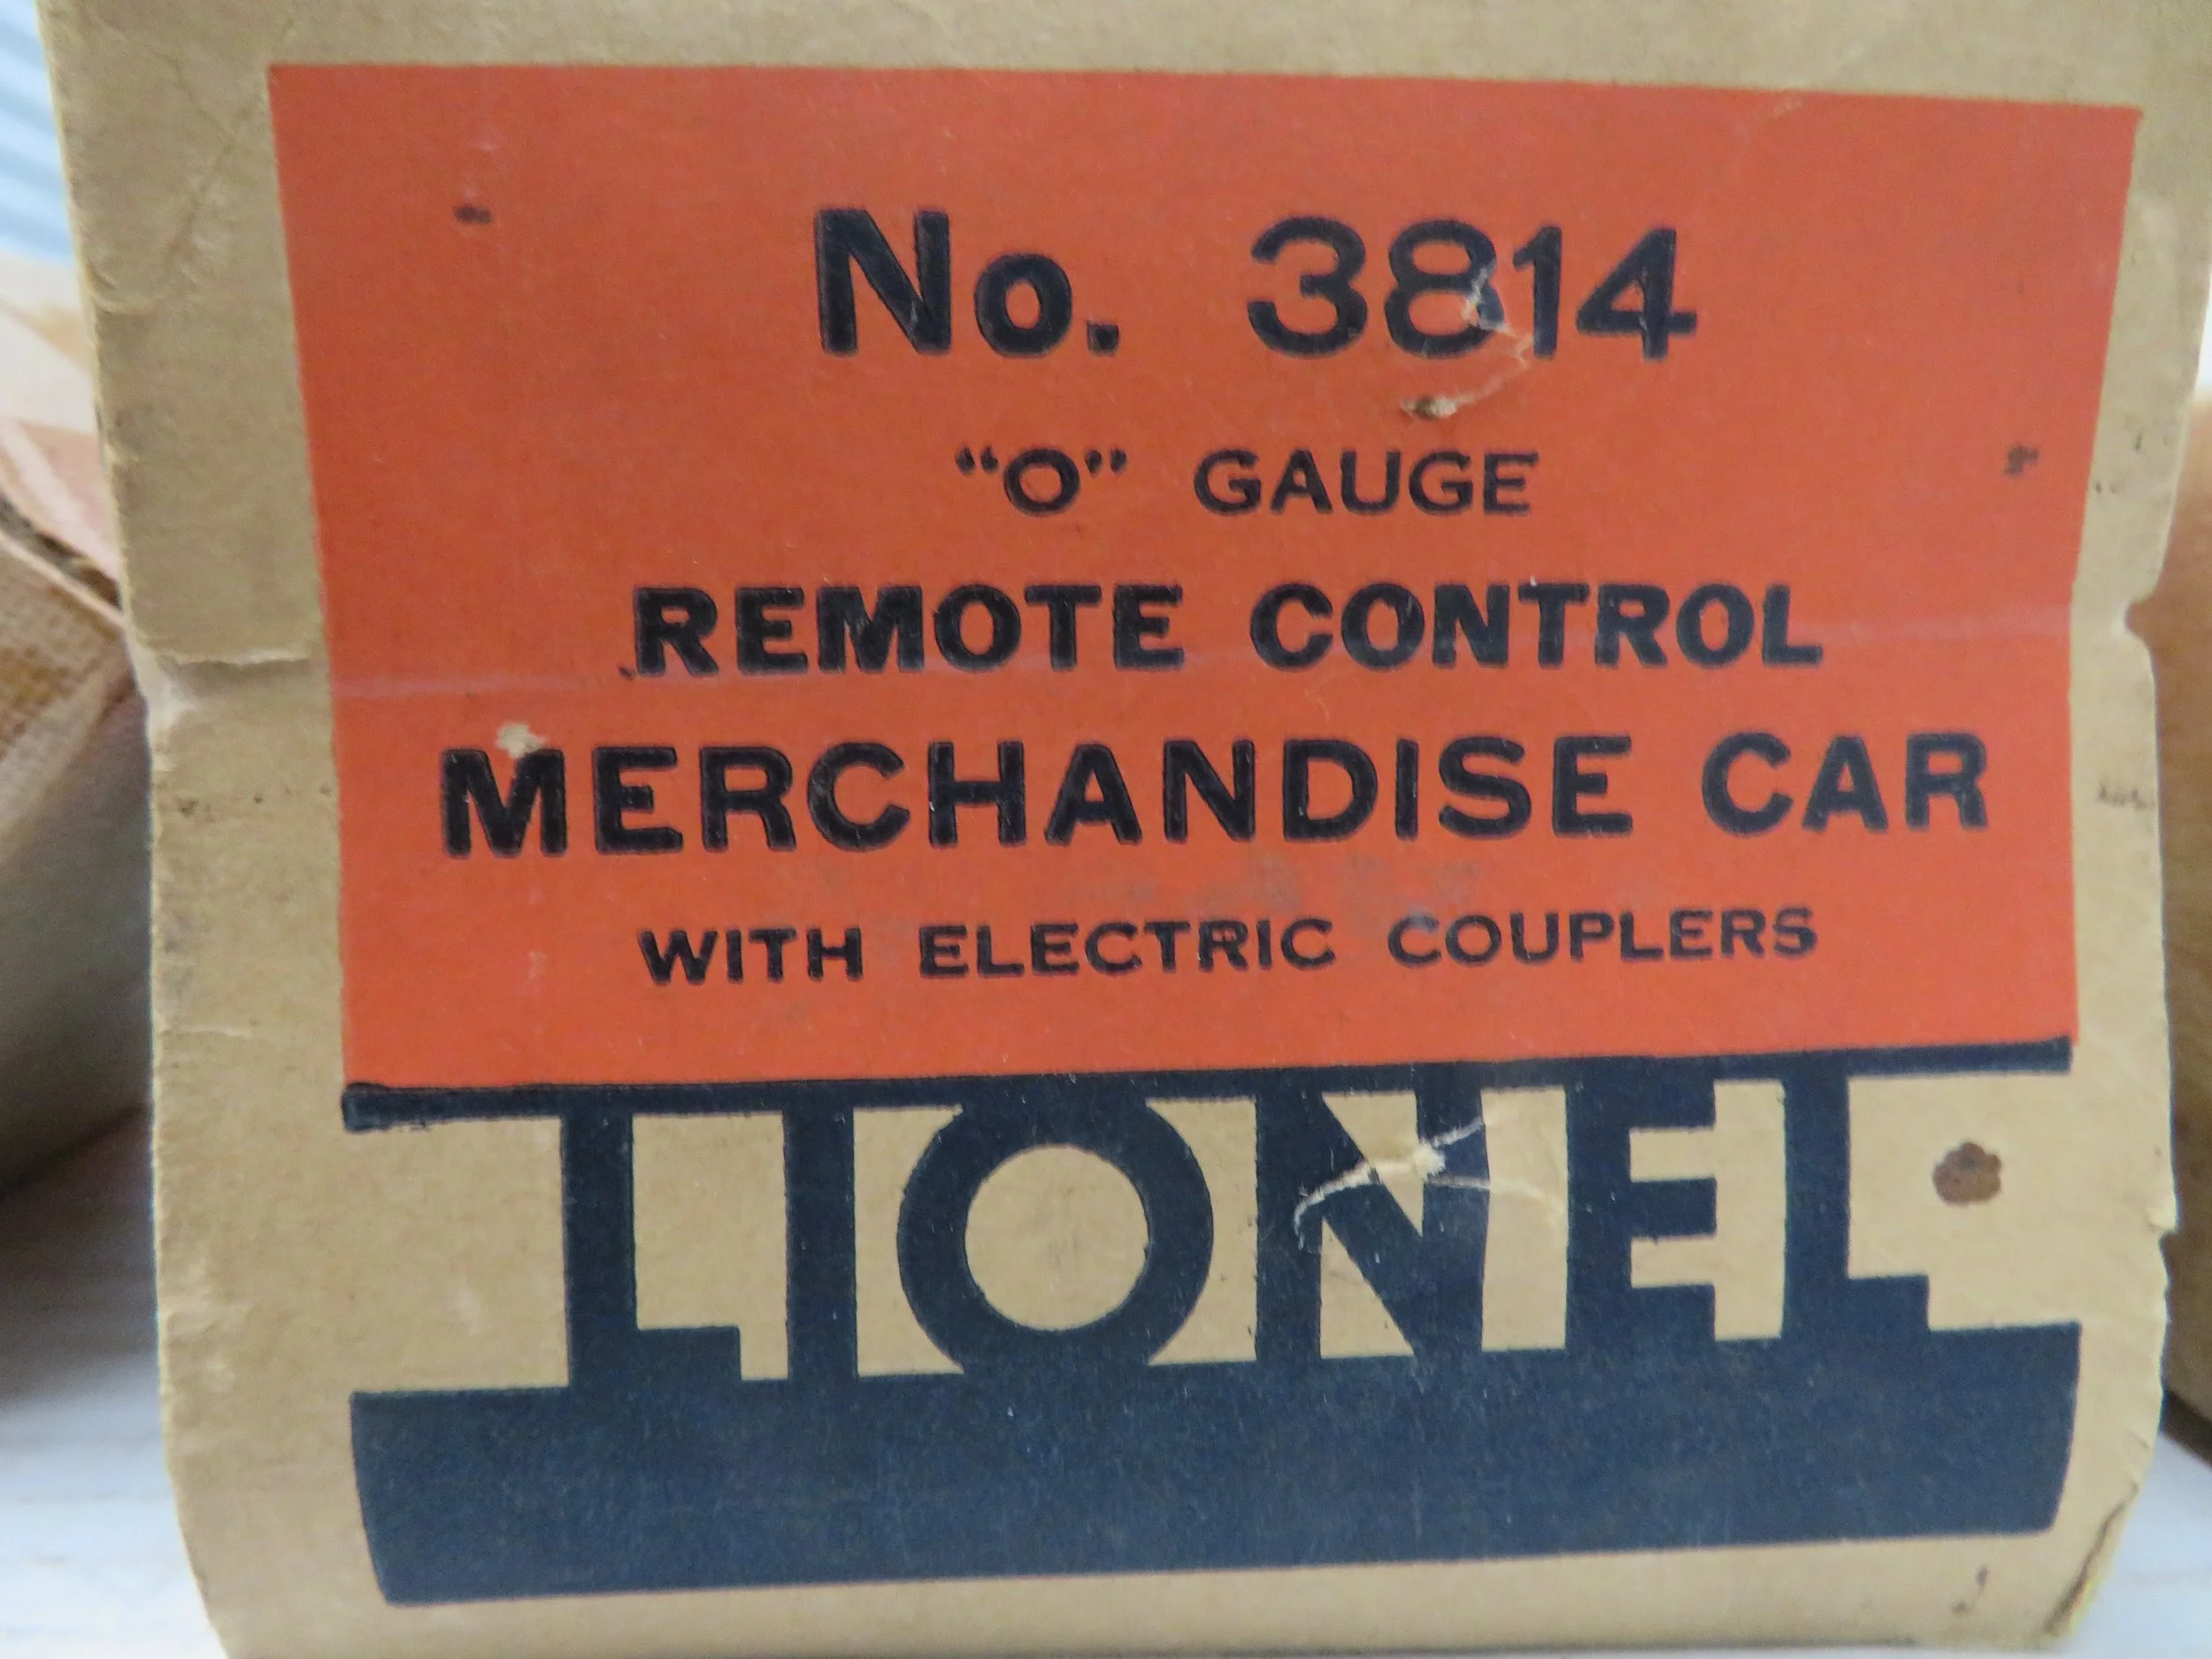 No. 3814
"O" GAUGE
REMOTE CONTROL
MERCHANDISE CAR
WITH ELECTRIC COUPLERS
LIONEL